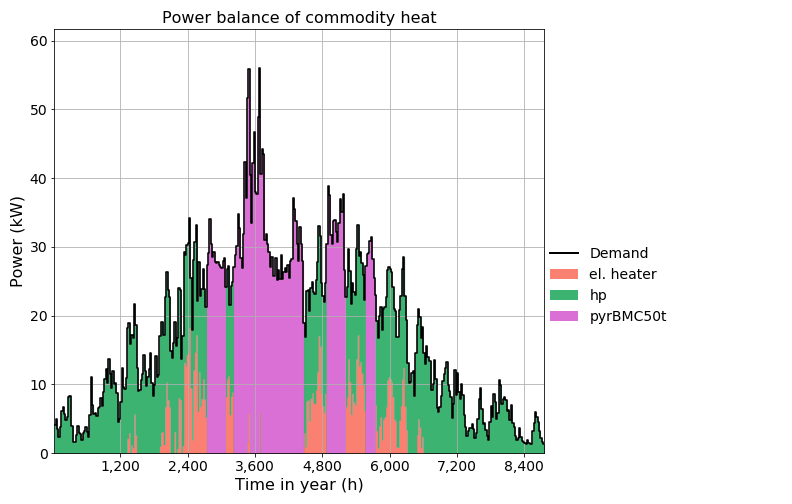 Power balance of commodity heat
60
50
40
30
20
10
0
Power (kW)
1,200 2,400 3,600 4,800 6,000 7,200 8,400
Time in year (h)
Demand
el. heater
hp
pyrBMC50t